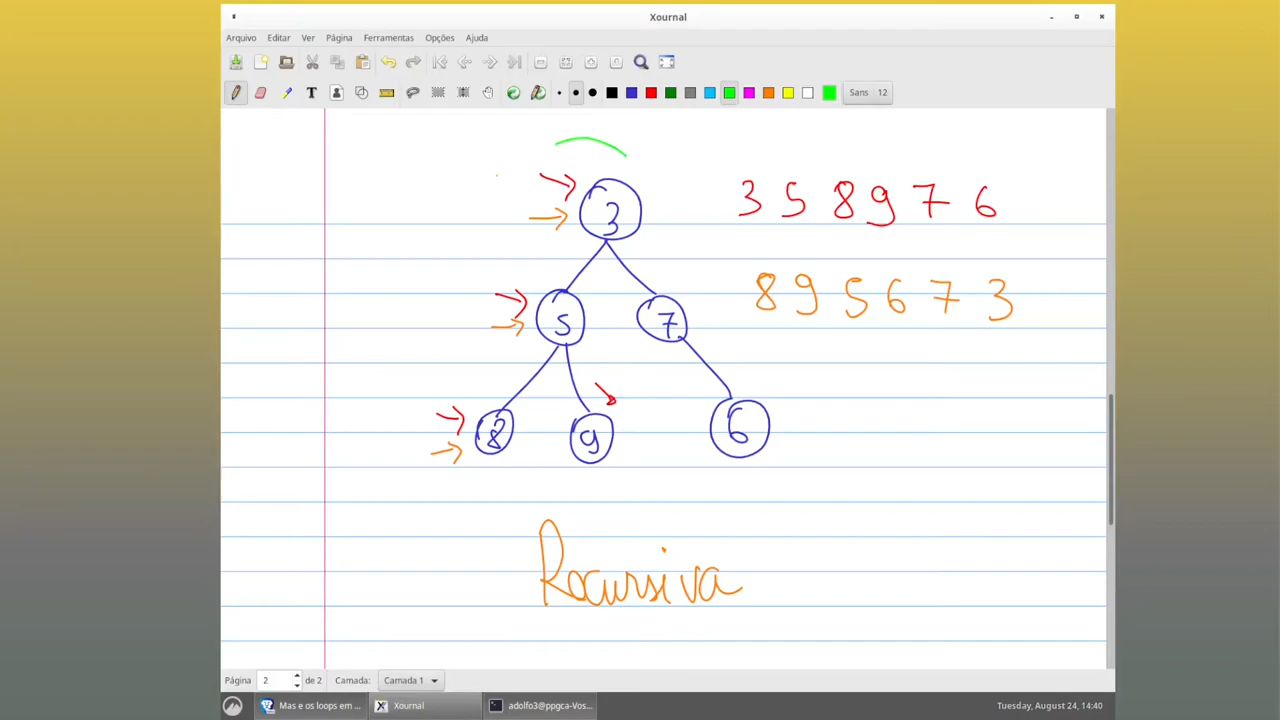 Xournal
Arquivo Editar Ver Página Ferramentas Opções Ajuda
T Sans 12
3 5 8 9 7 6
3
8 9 5 6 7 3
5 7
8 9 6
Recursiva
Página 2 de 2 Camada: Camada 1
Mas e os loops em ... Xournal adolfo3@ppgca-Vos... Tuesday, August 24, 14:40